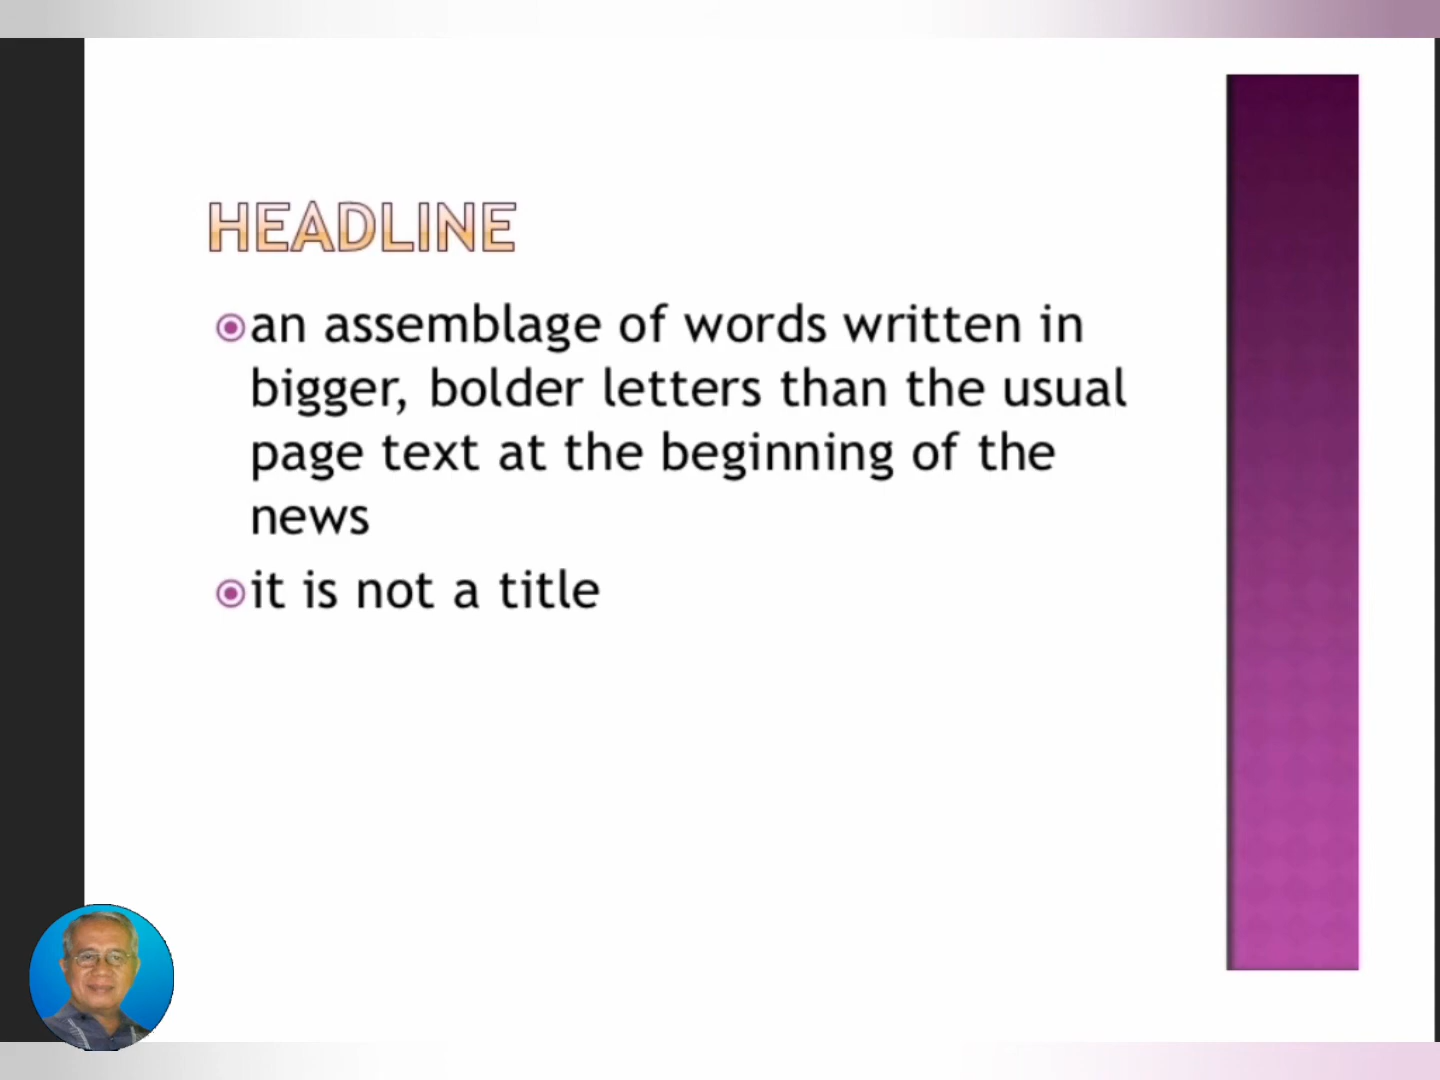 HEADLINE
an assemblage of words written in
bigger, bolder letters than the usual
page text at the beginning of the
news
it is not a title